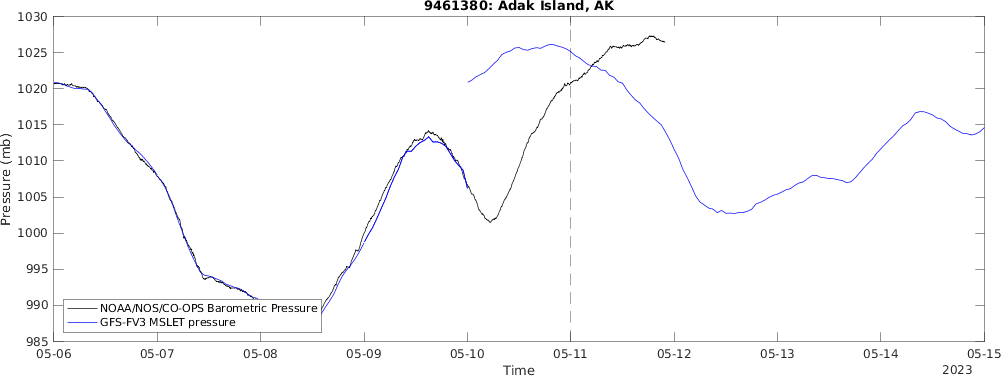 9461380: Adak Island, AK
1030
1025
1020
1015
1010
1005
1000
995
990
985
Pressure (mb)
NOAA/NOS/CO-OPS Barometric Pressure
GFS-FV3 MSLET pressure
05-06 05-07 05-08 05-09 05-10 05-11 05-12 05-13 05-14 05-15
Time
2023